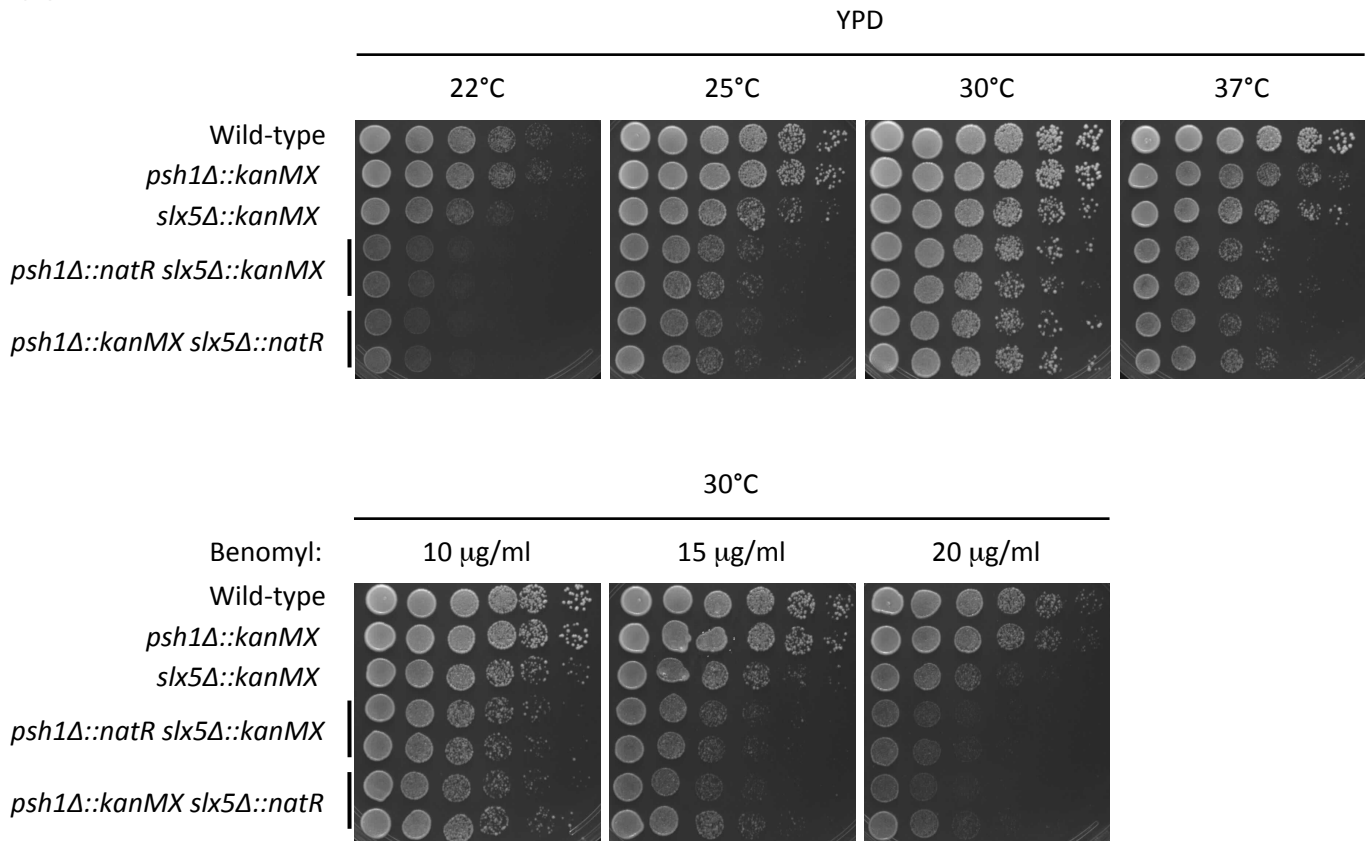 YPD
22°C 25°C 30°C 37°C
Wild-type
psh1Δ::kanMX
slx5Δ::kanMX
psh1Δ::natR slx5Δ::kanMX
psh1Δ::kanMX slx5Δ::natR
30°C
Benomyl: 10 μg/ml 15 μg/ml 20 μg/ml
Wild-type
psh1Δ::kanMX
slx5Δ::kanMX
psh1Δ::natR slx5Δ::kanMX
psh1Δ::kanMX slx5Δ::natR